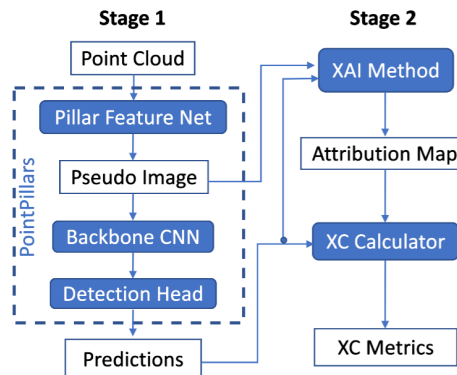 Stage 1
Stage 2
Point Cloud
XAI Method
Pillar Feature Net
PointPillars
Pseudo Image
Attribution Map
Backbone CNN
XC Calculator
Detection Head
Predictions
XC Metrics